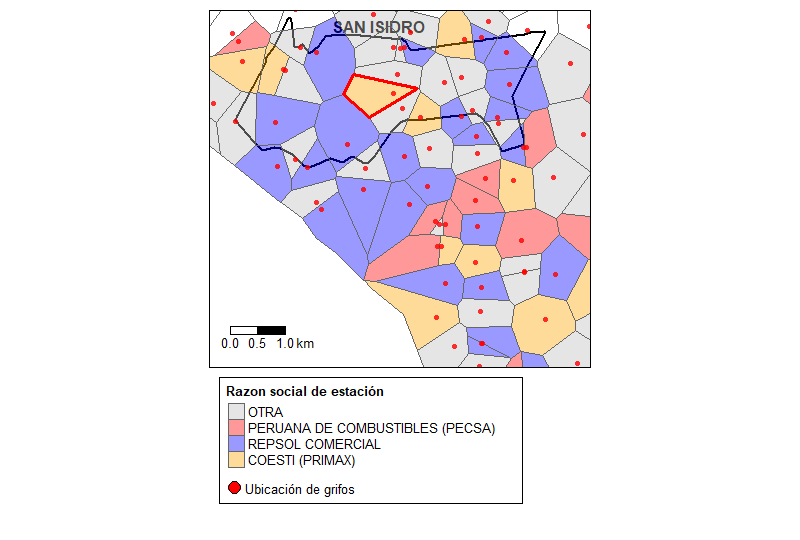 SAN ISIDRO
0.0 0.5 1.0 km
Razon social de estación
OTRA
PERUANA DE COMBUSTIBLES (PECSA)
REPSOL COMERCIAL
COESTI (PRIMAX)
Ubicación de grifos